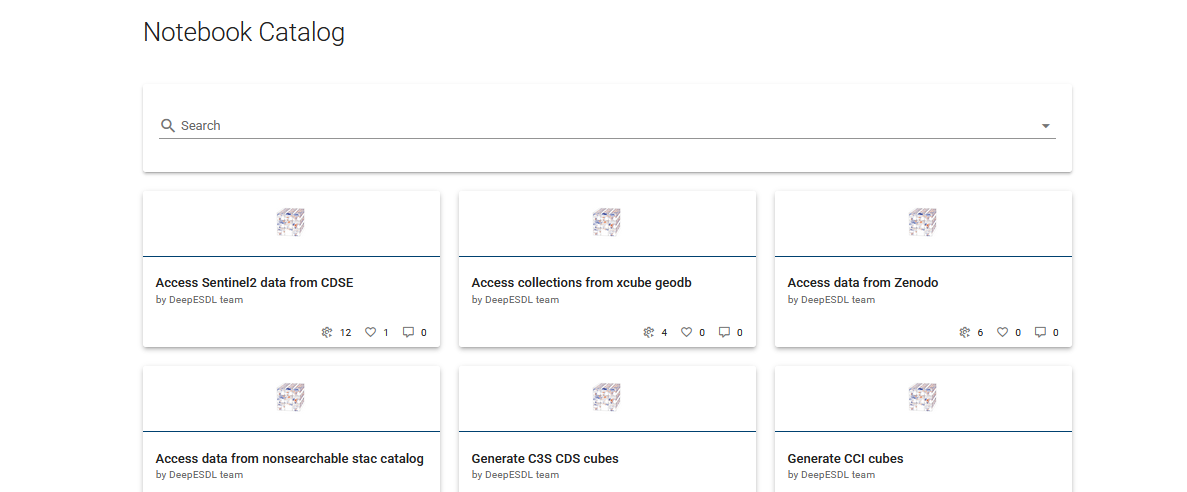 Notebook Catalog
Search
Access Sentinel2 data from CDSE
by DeepESDL team
12 1 0
Access collections from xcube geodb
by DeepESDL team
4 0 0
Access data from Zenodo
by DeepESDL team
6 0 0
Access data from nonsearchable stac catalog
by DeepESDL team
Generate C3S CDS cubes
by DeepESDL team
Generate CCI cubes
by DeepESDL team